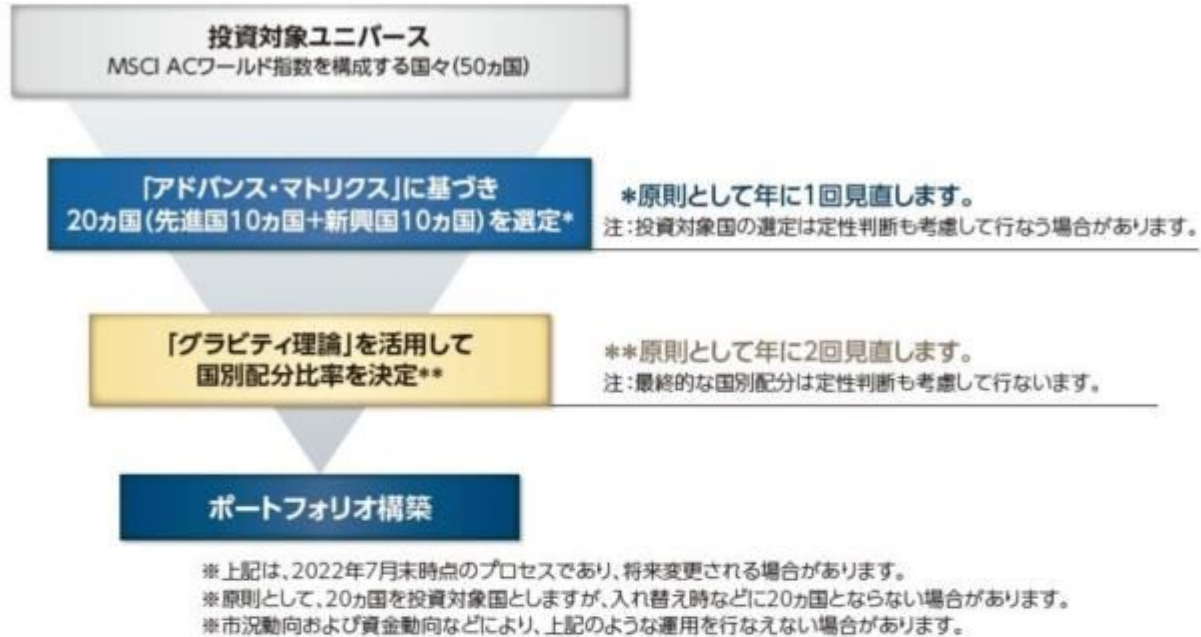 投資対象ユニバース
MSCI ACワールド指数を構成する国々(50ヵ国)
「アドバンス・マトリクス」に基づき
20ヵ国(先進国10ヵ国+新興国10ヵ国)を選定*
*原則として年に1回見直します。
注:投資対象国の選定は定性判断も考慮して行なう場合があります。
「グラビティ理論」を活用して
国別配分比率を決定**
**原則として年に2回見直します。
注:最終的な国別配分は定性判断も考慮して行ないます。
ポートフォリオ構築
※上記は、2022年7月末時点のプロセスであり、将来変更される場合があります。
※原則として、20ヵ国を投資対象国としますが、入れ替え時などに20ヵ国とならない場合があります。
※市況動向および資金動向などにより、上記のような運用を行なえない場合があります。